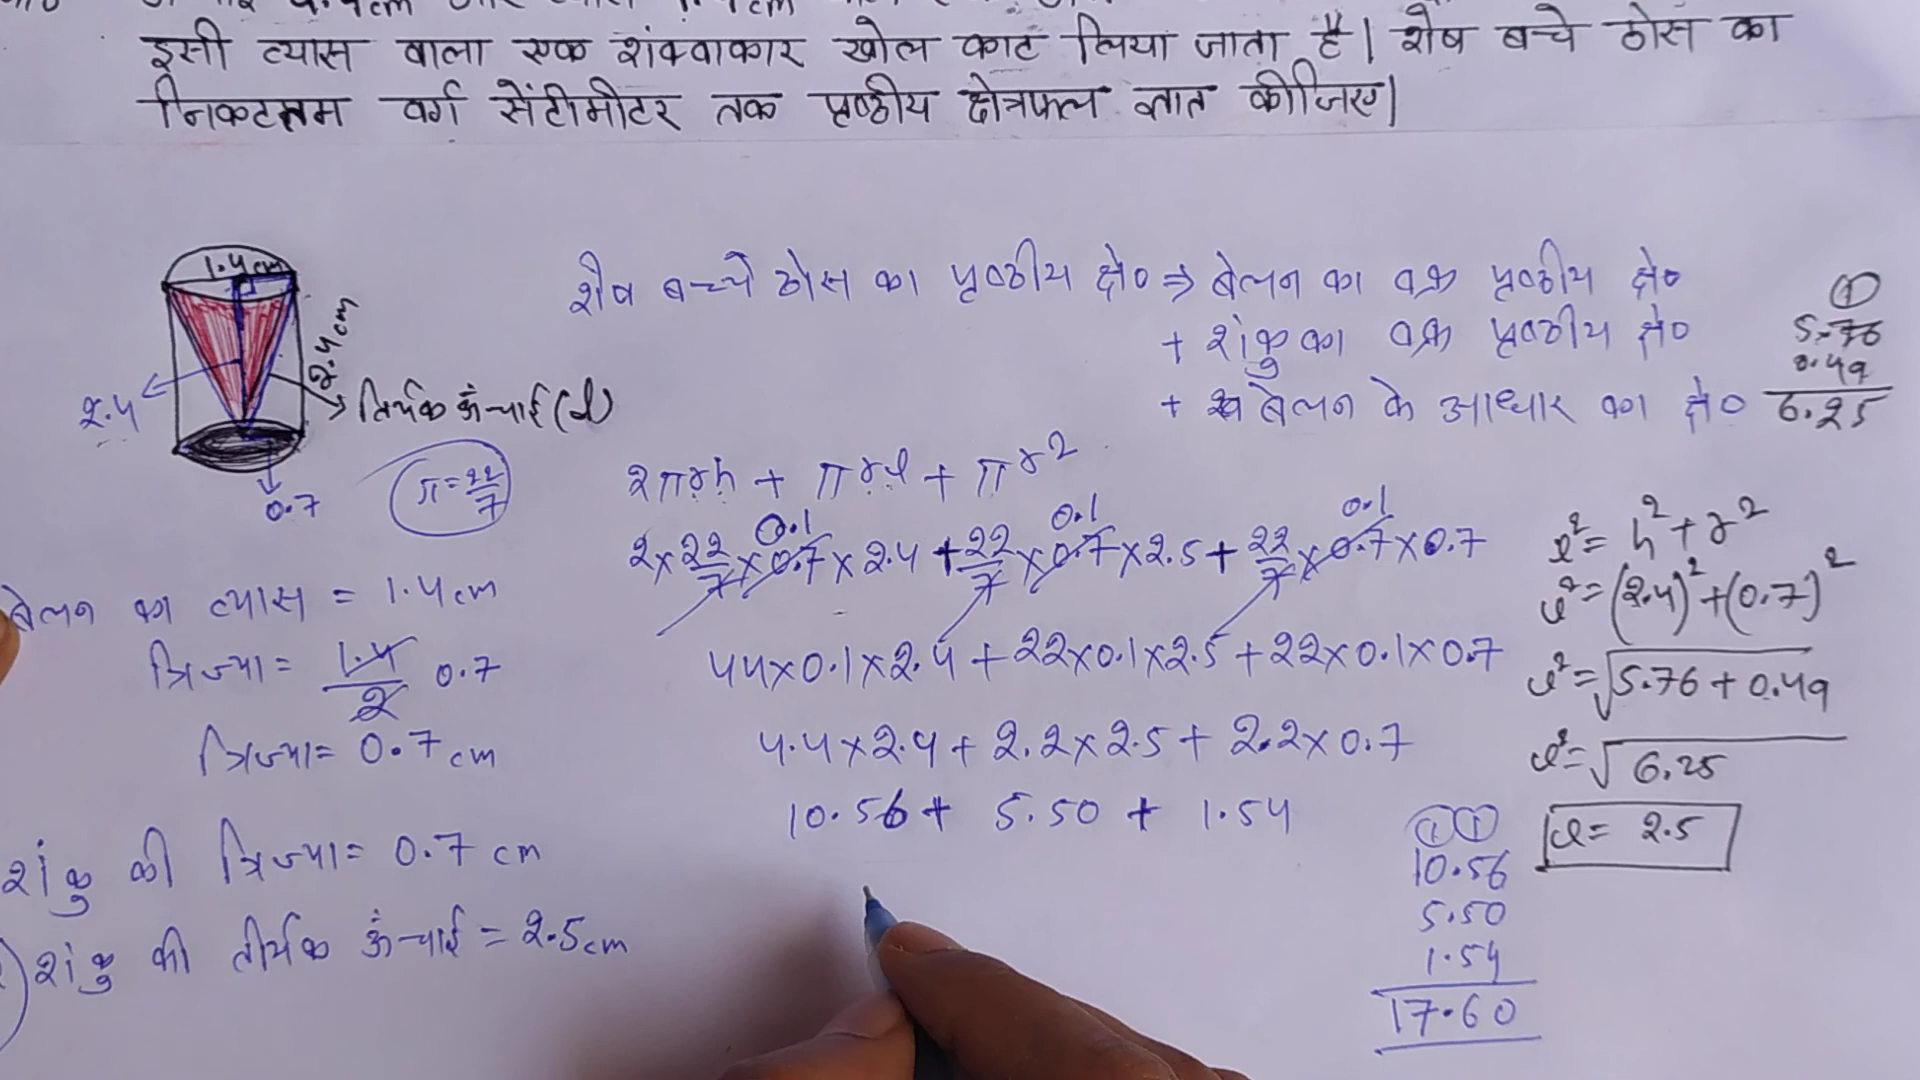 इसी व्यास वाला एक शंक्वाकार खोल काट लिया जाता है। शेष बचे ठोस का
निकटतम वर्ग सेंटीमीटर तक पृष्ठीय क्षेत्रफल ज्ञात कीजिए।
1.4cm
2.4cm
2.4
तिर्यक ऊँचाई (l)
0.7
π=22/7
शेष बच्चे ठोस का पृष्ठीय क्षे० ⇒ बेलन का वक्र पृष्ठीय क्षे०
+ शंकु का वक्र पृष्ठीय क्षे०
+ बेलन के आधार का क्षे०
2πrh + πrl + πr²
0.1 0.1 0.1
2×22/7×0.7×2.4+22/7×0.7×2.5+22/7×0.7×0.7
44×0.1×2.4+22×0.1×2.5+22×0.1×0.7
4.4×2.4+2.2×2.5+2.2×0.7
10.56+ 5.50 + 1.54
बेलन का व्यास = 1.4cm
त्रिज्या= 1.4/2 0.7
त्रिज्या= 0.7cm
शंकु की त्रिज्या= 0.7 cm
शंकु की तीर्यक ऊँचाई = 2.5cm
1
5.76
0.49
6.25
l²= h²+r²
l²=(2.4)²+(0.7)²
l²=√5.76+0.49
l²=√6.25
l= 2.5
1 1
10.56
5.50
1.54
17.60